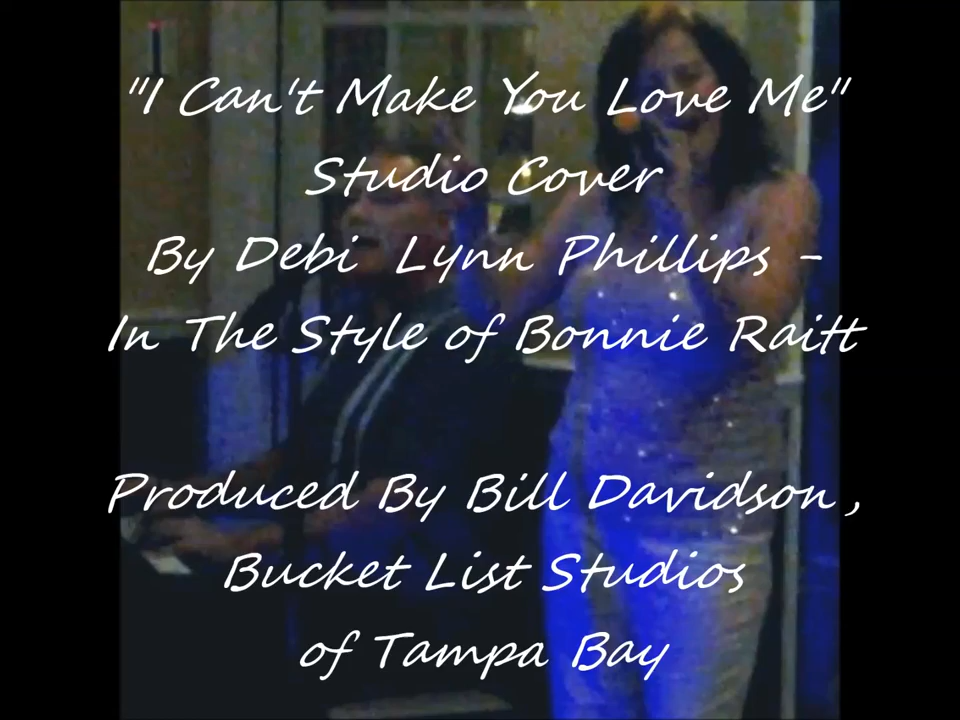 "I Can't Make You Love Me"
Studio Cover
By Debi Lynn Phillips -
In The Style of Bonnie Raitt
Produced By Bill Davidson,
Bucket List Studios
of Tampa Bay